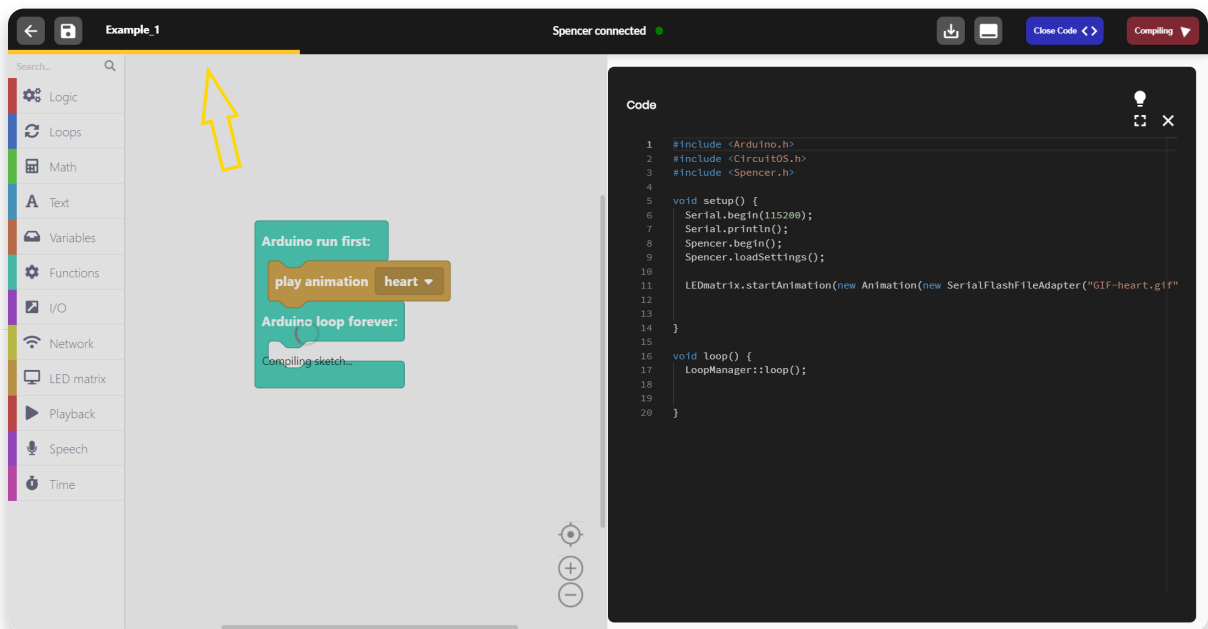 Example_1
Spencer connected
Close Code <>
Compiling
Search...
Logic
Loops
Math
Text
Variables
Functions
I/O
Network
LED matrix
Playback
Speech
Time
Arduino run first:
play animation heart
Arduino loop forever:
Compiling sketch...
Code
1 #include <Arduino.h>
2 #include <CircuitOS.h>
3 #include <Spencer.h>
4
5 void setup() {
6 Serial.begin(115200);
7 Serial.println();
8 Spencer.begin();
9 Spencer.loadSettings();
10
11 LEDmatrix.startAnimation(new Animation(new SerialFlashFileAdapter("GIF-heart.gif"
12
13
14 }
15
16 void loop() {
17 LoopManager::loop();
18
19
20 }